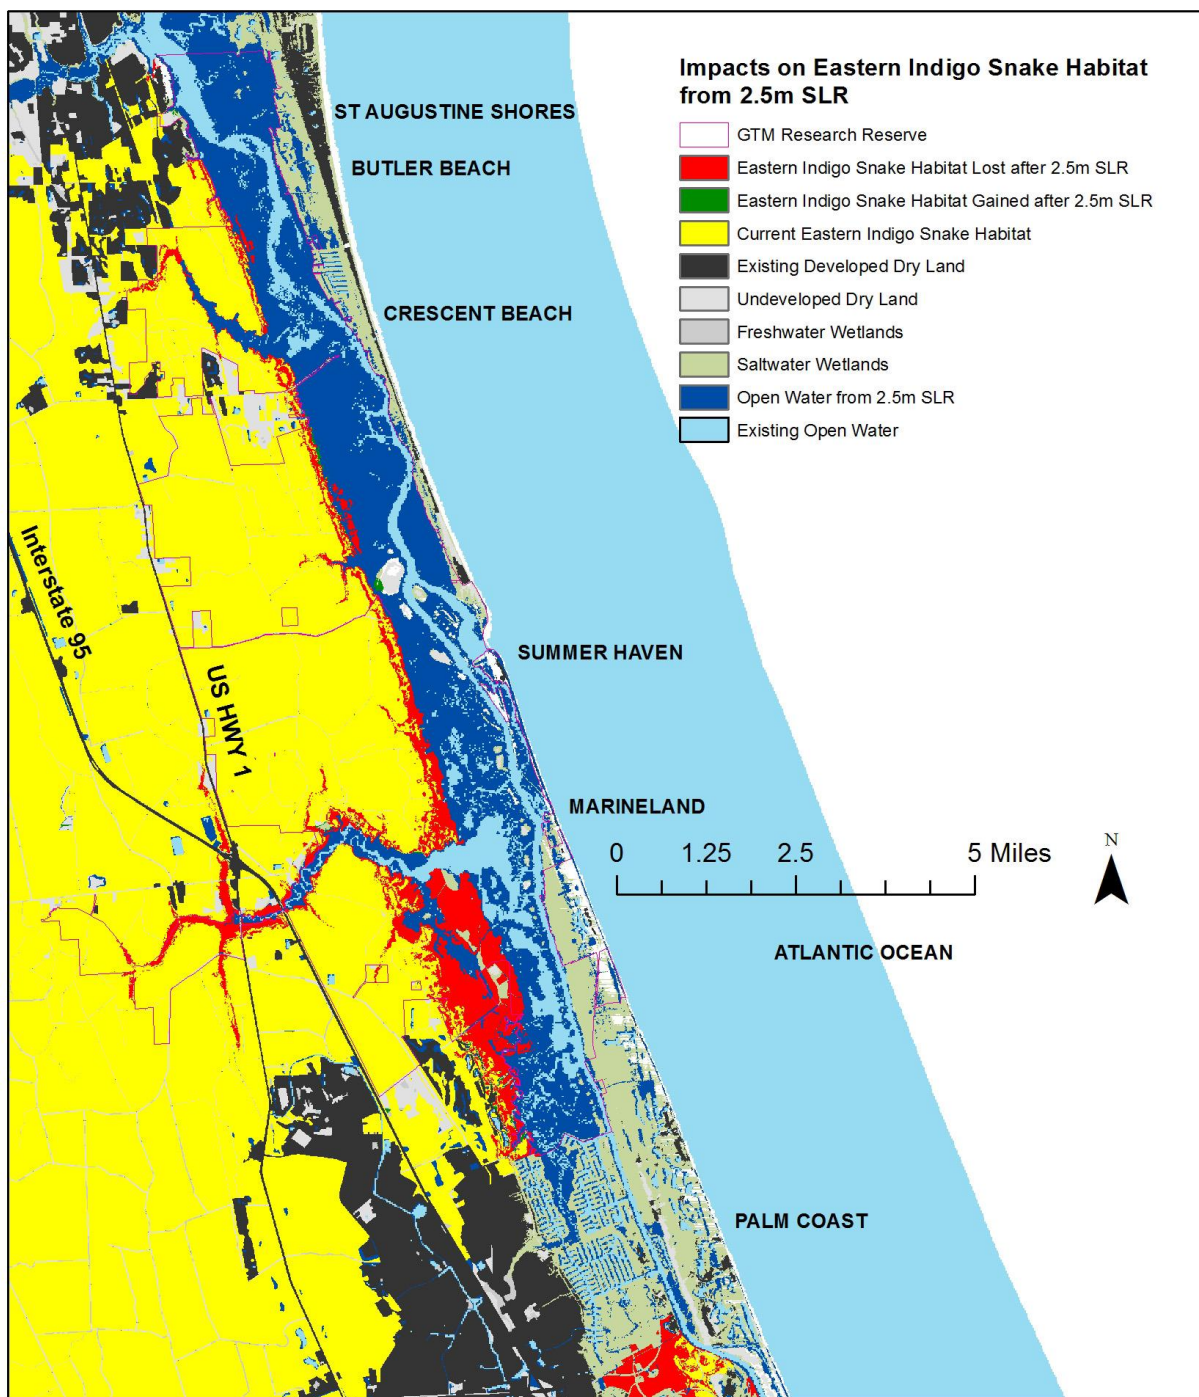 Impacts on Eastern Indigo Snake Habitat
from 2.5m SLR
GTM Research Reserve
Eastern Indigo Snake Habitat Lost after 2.5m SLR
Eastern Indigo Snake Habitat Gained after 2.5m SLR
Current Eastern Indigo Snake Habitat
Existing Developed Dry Land
Undeveloped Dry Land
Freshwater Wetlands
Saltwater Wetlands
Open Water from 2.5m SLR
Existing Open Water
ST AUGUSTINE SHORES
BUTLER BEACH
CRESCENT BEACH
Interstate 95
US HWY 1
SUMMER HAVEN
MARINELAND
0 1.25 2.5 5 Miles
N
ATLANTIC OCEAN
PALM COAST